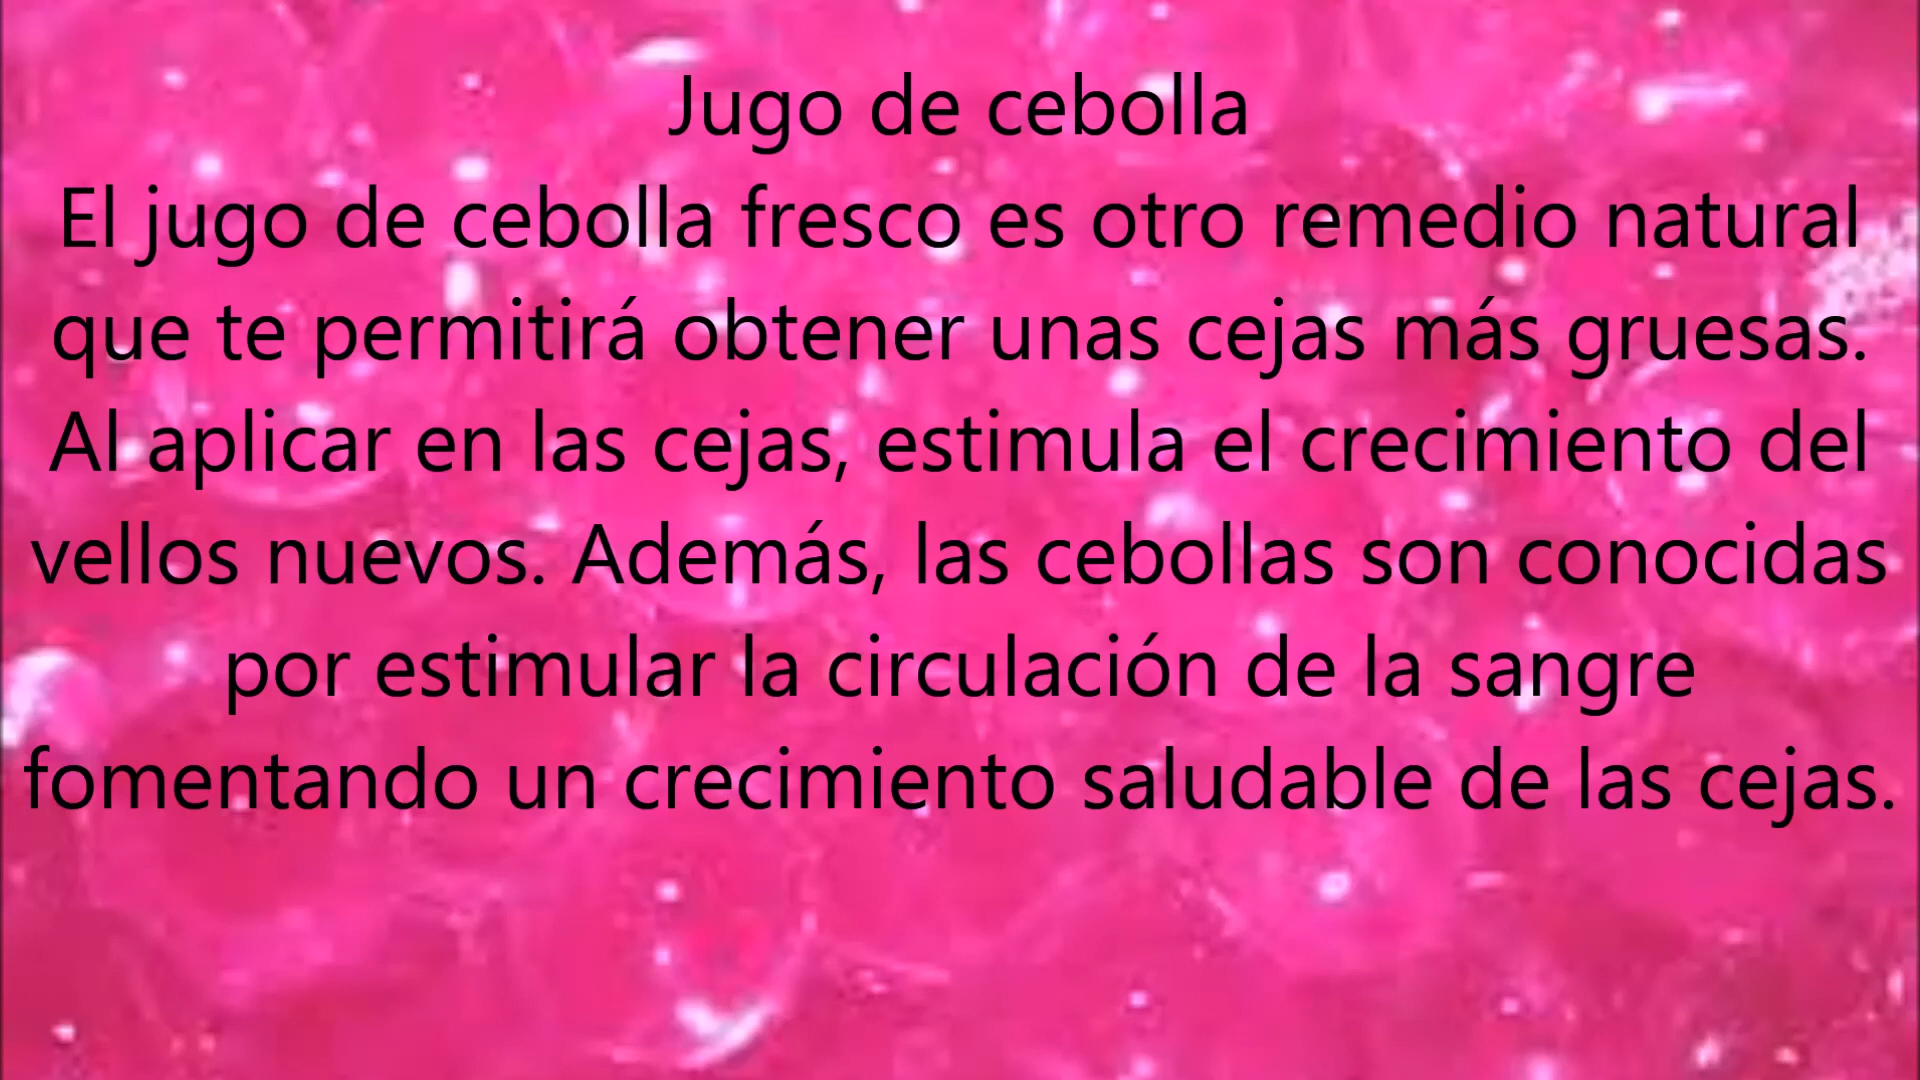 Jugo de cebolla
El jugo de cebolla fresco es otro remedio natural
que te permitirá obtener unas cejas más gruesas.
Al aplicar en las cejas, estimula el crecimiento del
vellos nuevos. Además, las cebollas son conocidas
por estimular la circulación de la sangre
fomentando un crecimiento saludable de las cejas.